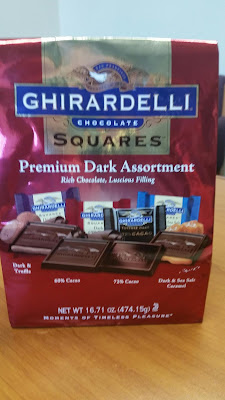 GHIRARDELLI
CHOCOLATE
SQUARES
Premium Dark Assortment
Rich Chocolate, Luscious Filling
GHIRARDELLI
Dark &
Truffle
60% Cacao
72% Cacao
Dark & Sea Salt
Caramel
NET WT 16.71 oz. (474.15g)
MOMENTS OF TIMELESS PLEASURE